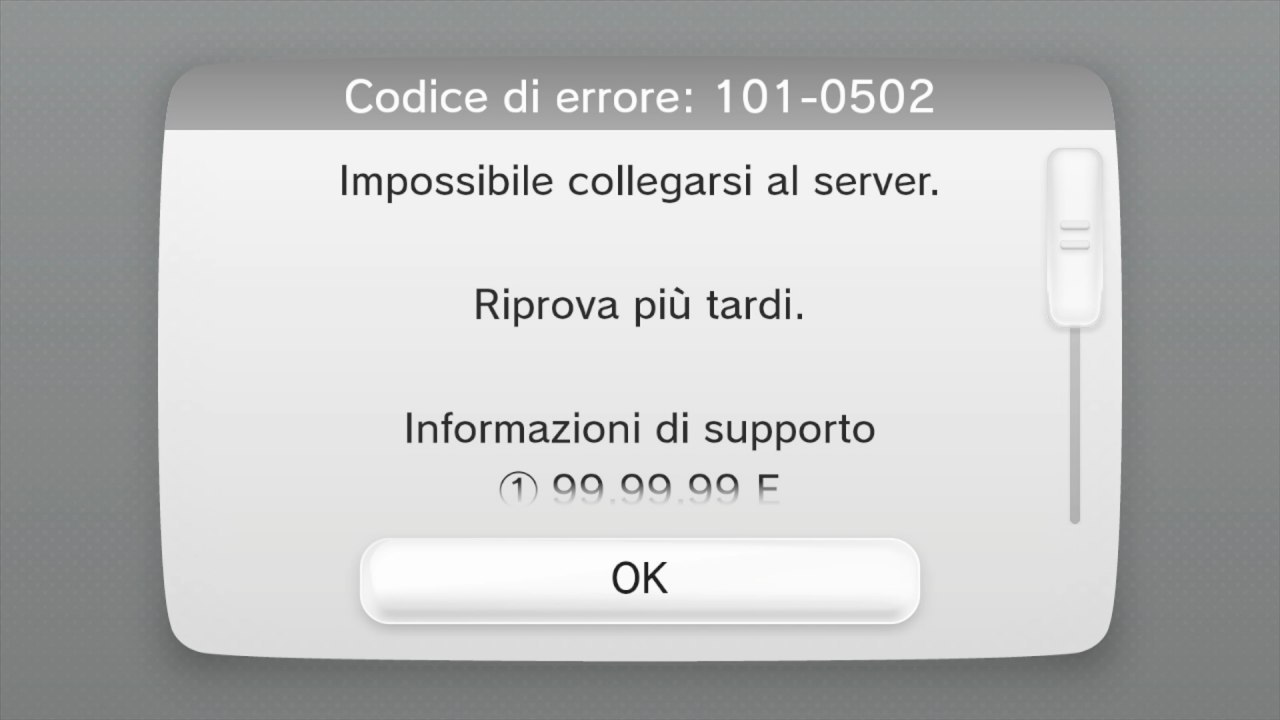 Codice di errore: 101-0502
Impossibile collegarsi al server.
Riprova più tardi.
Informazioni di supporto
① 99.99.99 E
OK